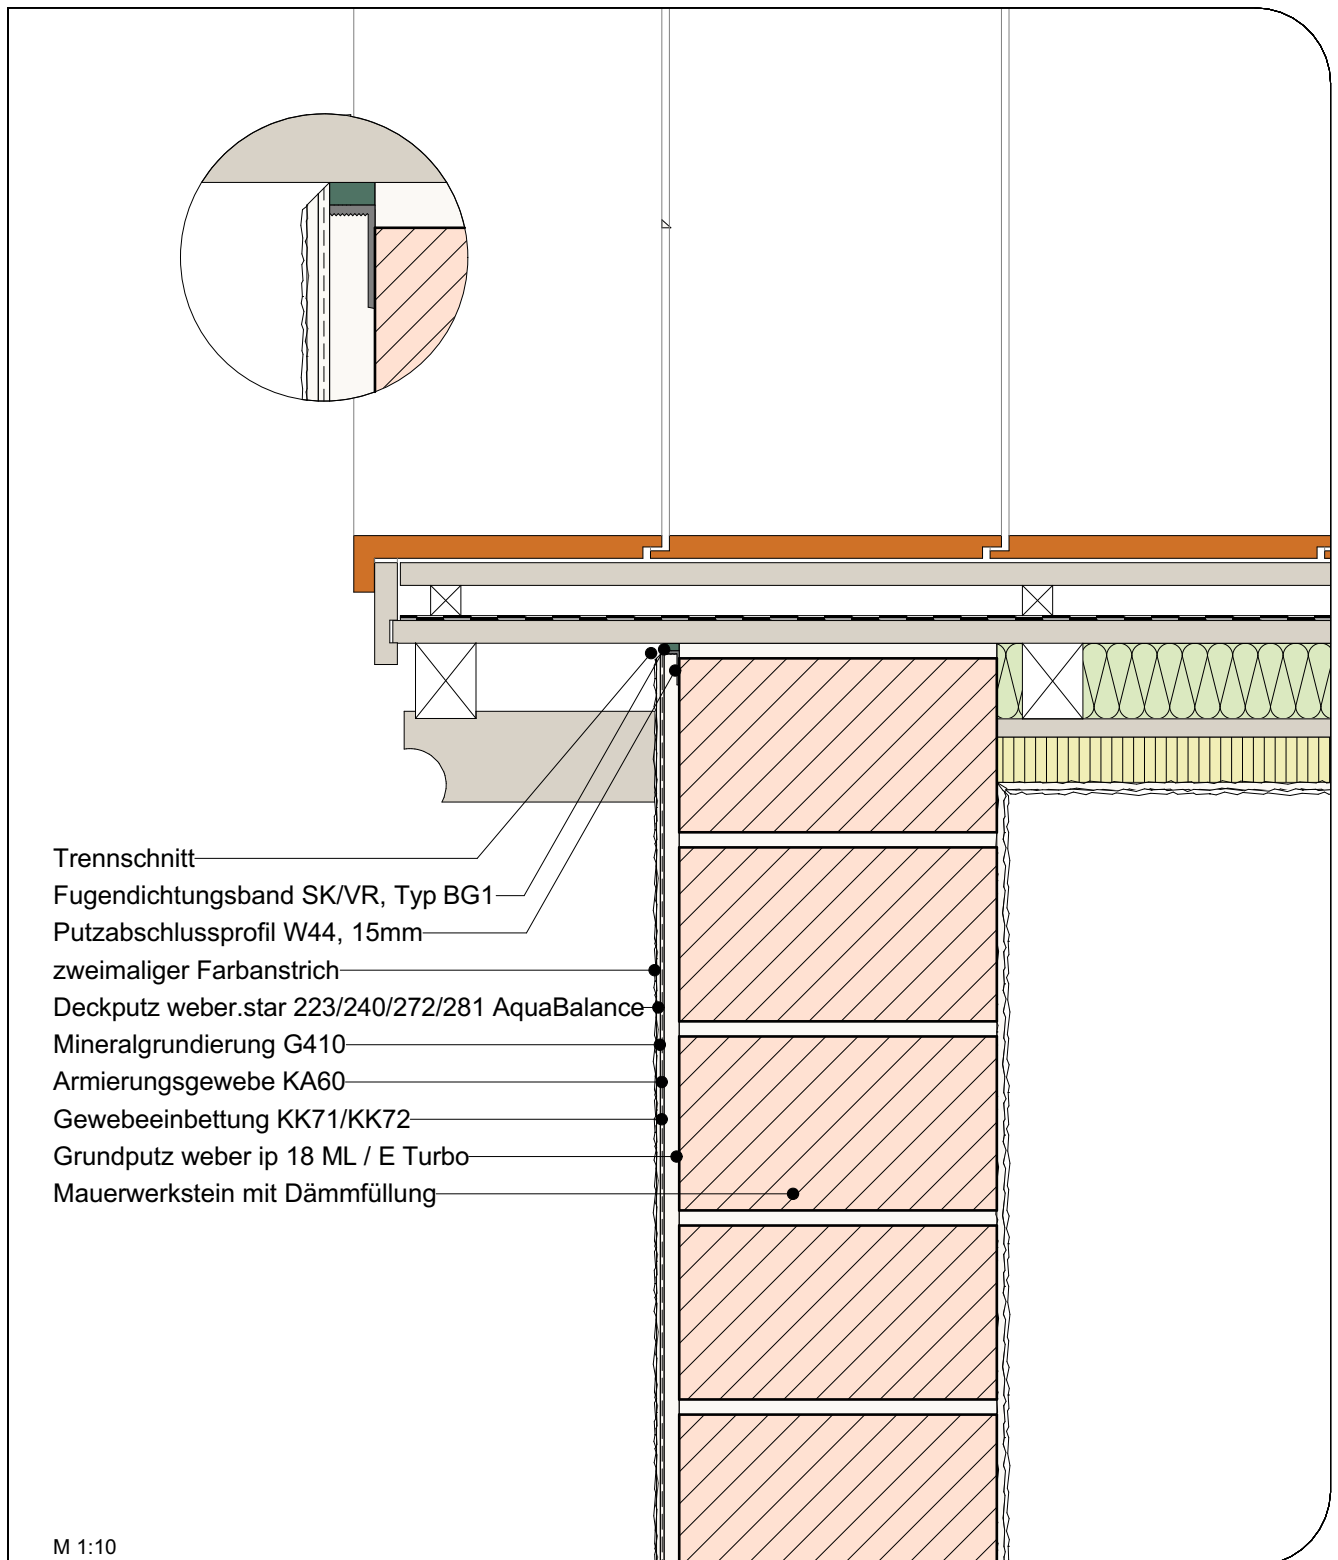 Trennschnitt
Fugendichtungsband SK/VR, Typ BG1
Putzabschlussprofil W44, 15mm
zweimaliger Farbanstrich
Deckputz weber.star 223/240/272/281 AquaBalance
Mineralgrundierung G410
Armierungsgewebe KA60
Gewebeeinbettung KK71/KK72
Grundputz weber ip 18 ML / E Turbo
Mauerwerkstein mit Dämmfüllung
M 1:10